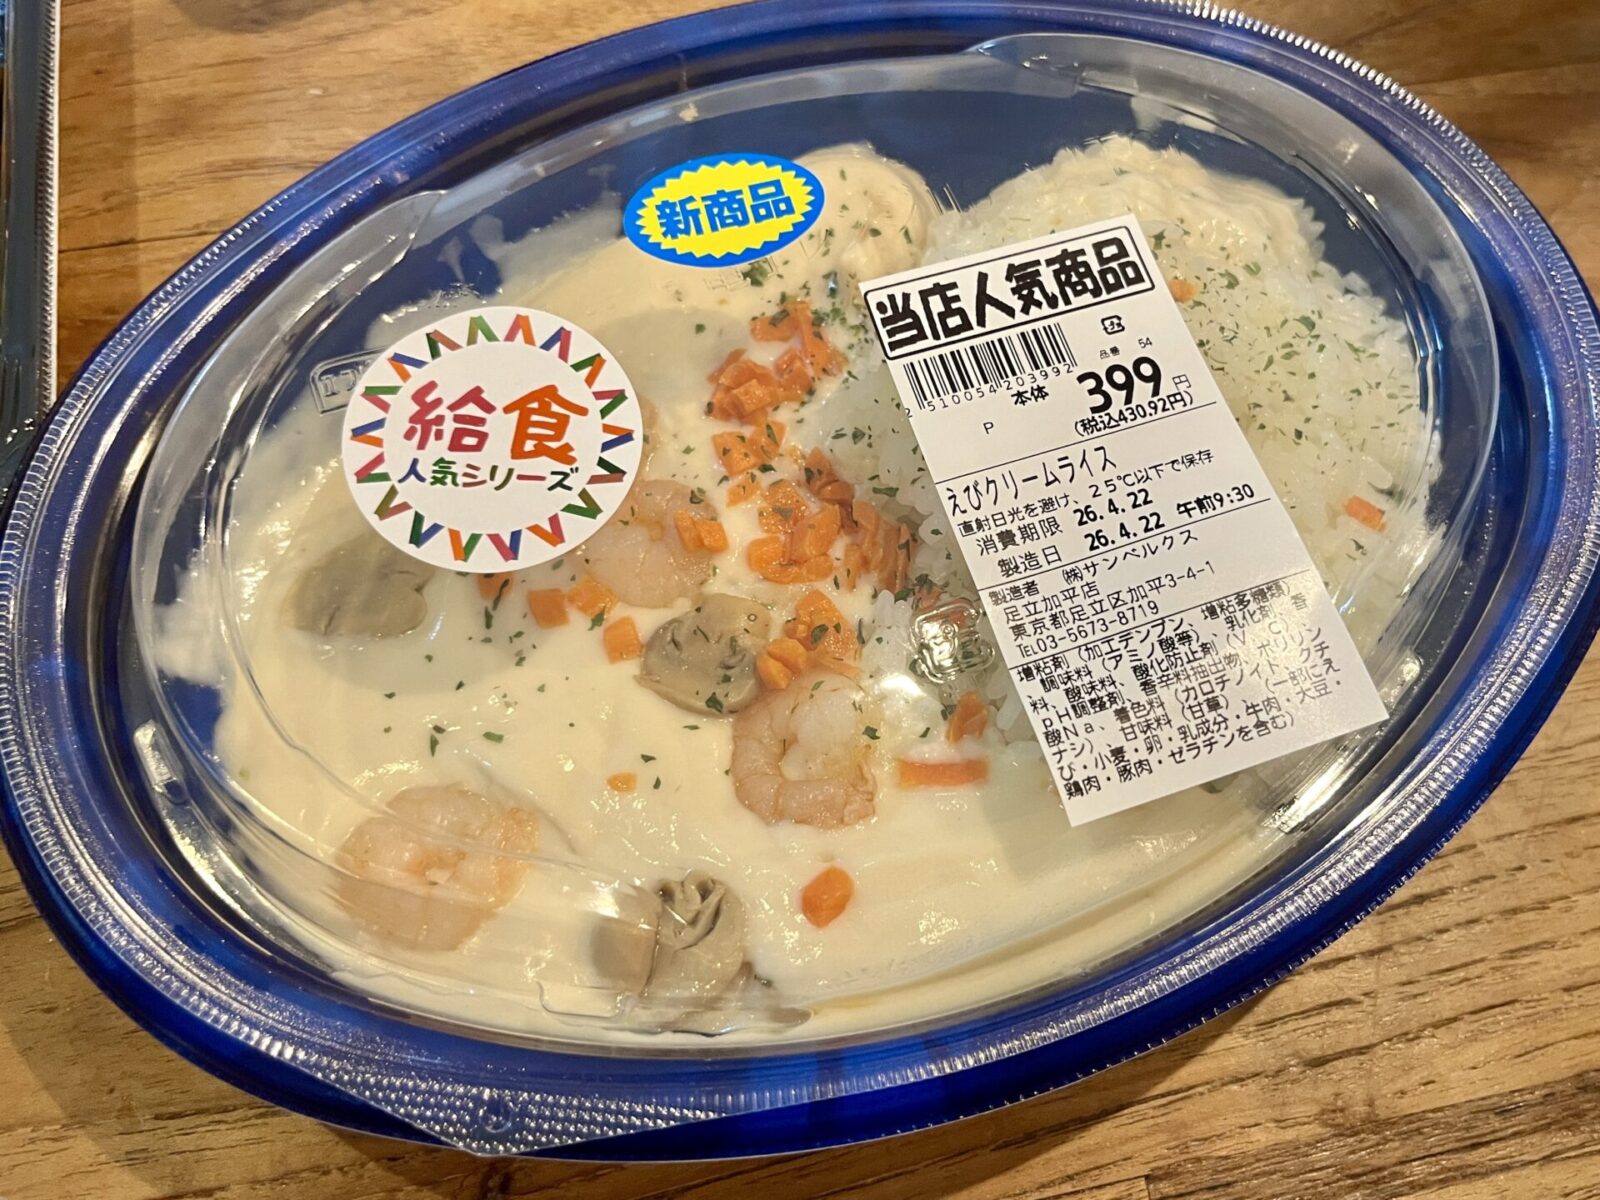 新商品
給食
人気シリーズ
当店人気商品
品番 54
2 510054 203992
本体 399円
P
(税込430.92円)
えびクリームライス
直射日光を避け、25℃以下で保存
消費期限 26.4.22
製造日 26.4.22 午前9:30
製造者 ㈱サンベルクス
足立加平店
東京都足立区加平3-4-1
TEL03-5673-8719
増粘剤(加工デンプン、増粘多糖類)、
調味料(アミノ酸等)、乳化剤、香
料、酸味料、酸化防止剤(V.C)、
pH調整剤、香辛料抽出物、ポリリン
酸Na、着色料(カロチノイド、クチ
ナシ)、甘味料(甘草)、(一部にえ
び・小麦・卵・乳成分・牛肉・大豆・
鶏肉・豚肉・ゼラチンを含む)